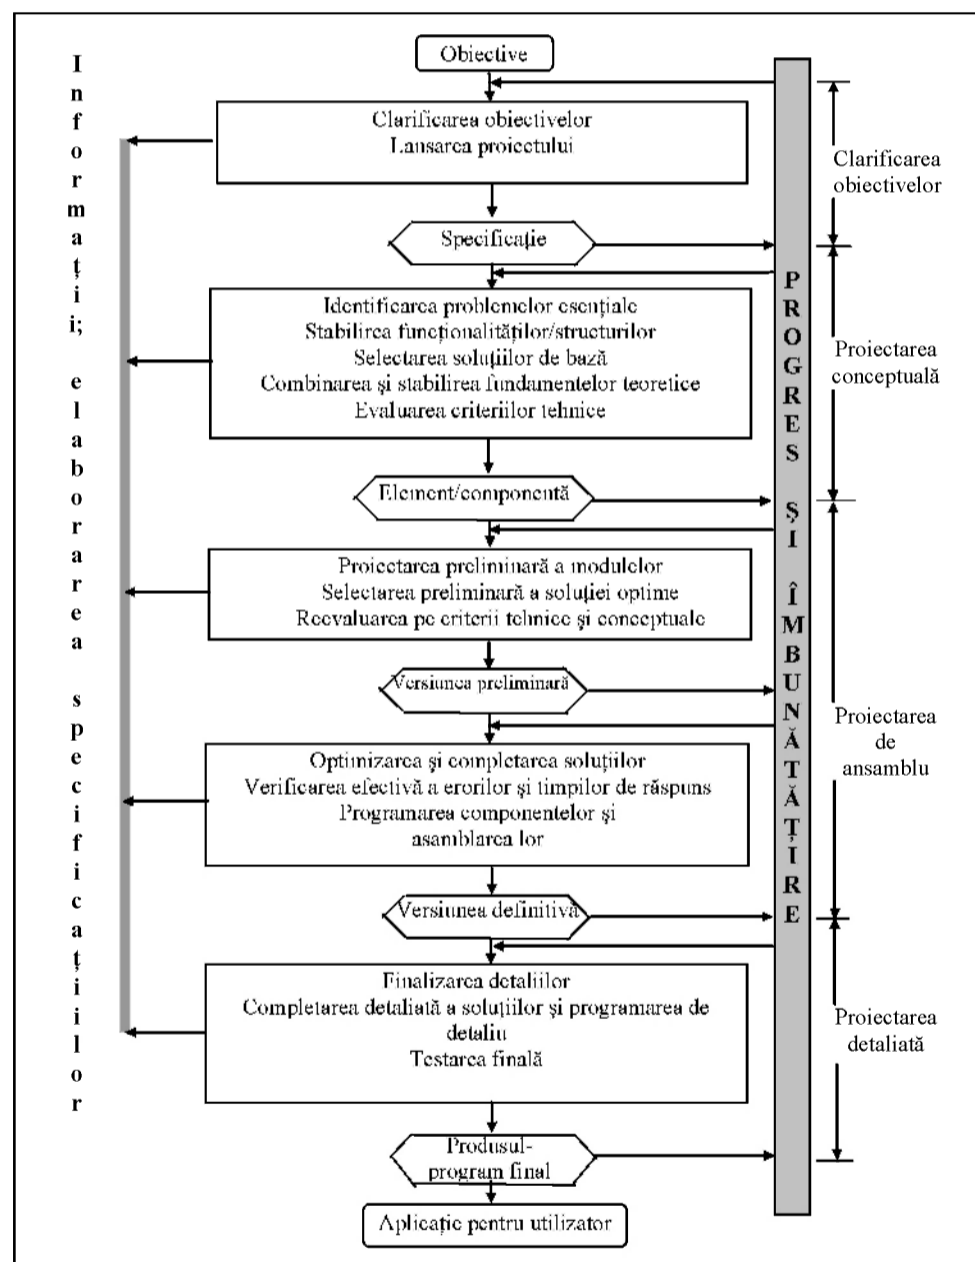 Obiective
Clarificarea obiectivelor
Lansarea proiectului
Specificație
Identificarea problemelor esențiale
Stabilirea funcționalităților/structurilor
Selectarea soluțiilor de bază
Combinarea și stabilirea fundamentelor teoretice
Evaluarea criteriilor tehnice
Element/componentă
Proiectarea preliminară a modulelor
Selectarea preliminară a soluției optime
Reevaluarea pe criterii tehnice și conceptuale
Versiunea preliminară
Optimizarea și completarea soluțiilor
Verificarea efectivă a erorilor și timpilor de răspuns
Programarea componentelor și
asamblarea lor
Versiunea definitivă
Finalizarea detaliilor
Completarea detaliată a soluțiilor și programarea de
detaliu
Testarea finală
Produsul-
program final
Aplicație pentru utilizator
Informații; elaborarea specificațiilor
PROGRES ŞI ÎMBUNĂTĂȚIRE
Clarificarea
obiectivelor
Proiectarea
conceptuală
Proiectarea
de
ansamblu
Proiectarea
detaliată